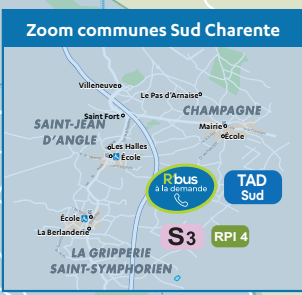 Zoom communes Sud Charente
Villeneuve
Le Pas d'Arnaise
CHAMPAGNE
Saint Fort
SAINT-JEAN
D'ANGLE
Mairie
École
Les Halles
École
R'bus
à la demande
TAD
Sud
École
La Berlanderie
S3
RPI 4
LA GRIPPERIE
SAINT-SYMPHORIEN